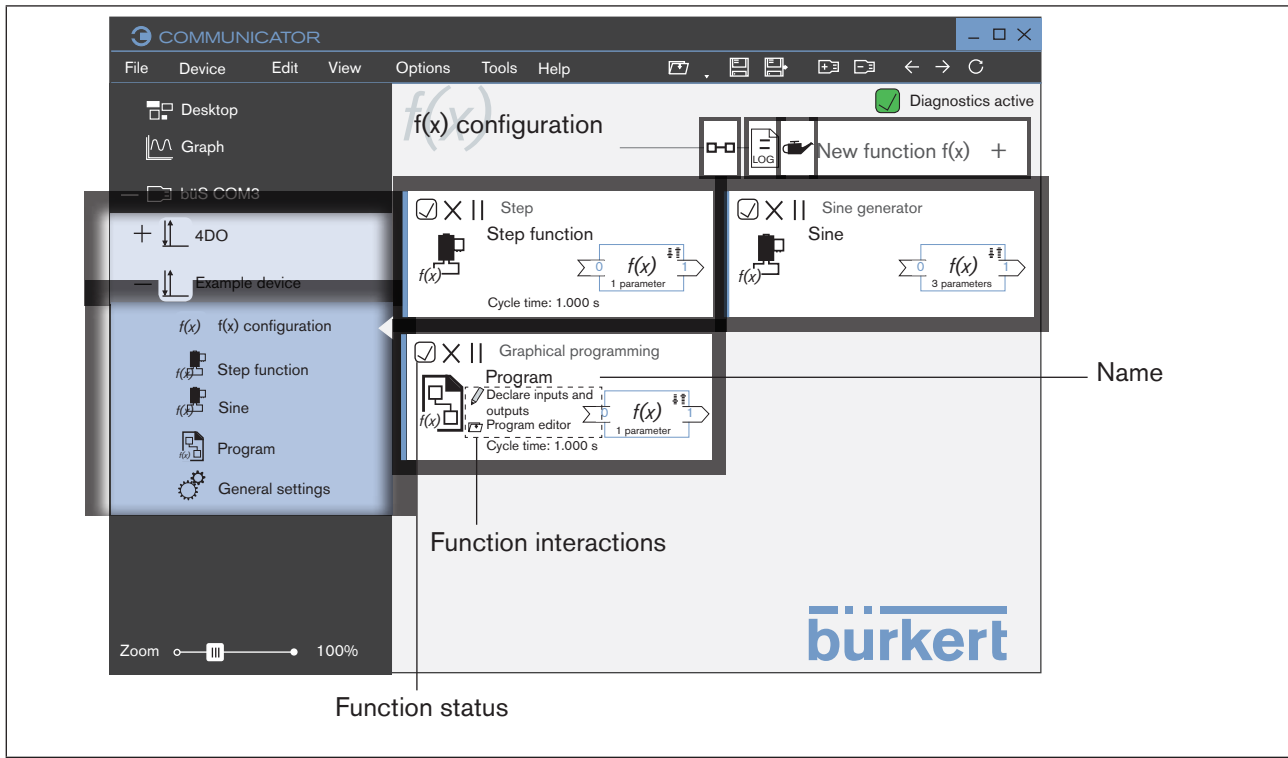 COMMUNICATOR
File Device Edit View Options Tools Help
Desktop
Graph
büS COM3
4DO
Example device
f(x) f(x) configuration
f(x) Step function
f(x) Sine
f(x) Program
General settings
Zoom 100%
f(x)
f(x) configuration
Diagnostics active
LOG
New function f(x) +
Step
Step function
f(x)
0 f(x) 1
1 parameter
Cycle time: 1.000 s
Sine generator
Sine
f(x)
0 f(x) 1
3 parameters
Graphical programming
Program
Declare inputs and
outputs
Program editor
f(x)
0 f(x) 1
1 parameter
Cycle time: 1.000 s
Name
Function interactions
Function status
burkert